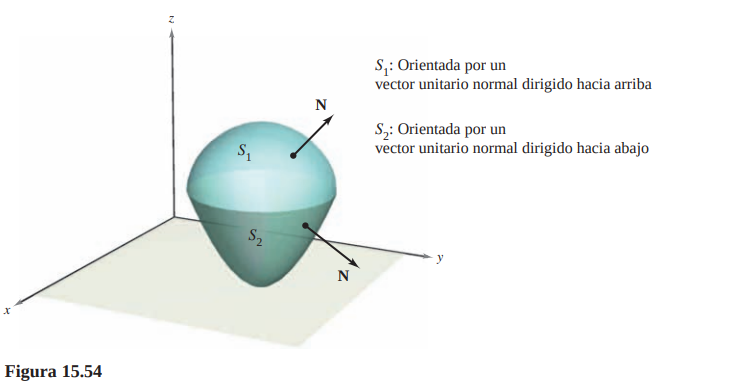 z
S₁: Orientada por un
vector unitario normal dirigido hacia arriba
N
S₂: Orientada por un
vector unitario normal dirigido hacia abajo
S₁
S₂
y
N
x
Figura 15.54